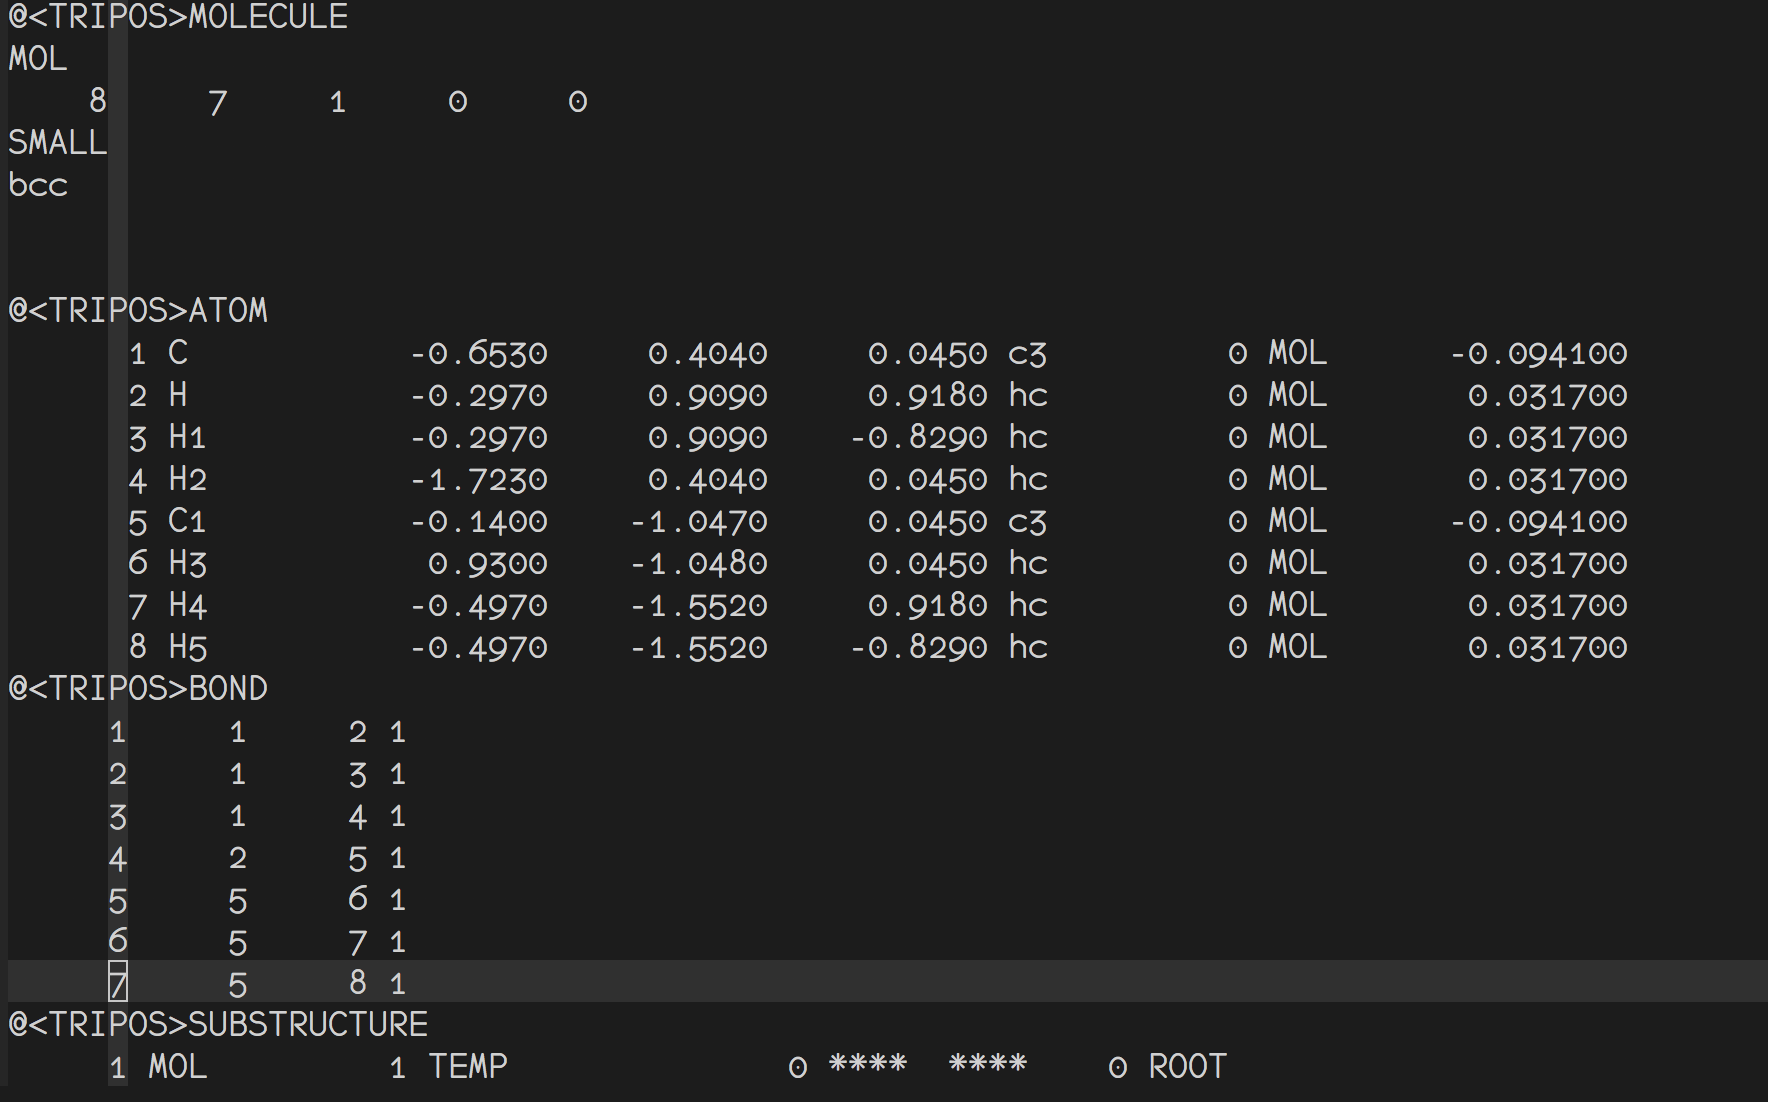 @<TRIPOS>MOLECULE
MOL
8 7 1 0 0
SMALL
bcc
@<TRIPOS>ATOM
1 C -0.6530 0.4040 0.0450 c3 0 MOL -0.094100
2 H -0.2970 0.9090 0.9180 hc 0 MOL 0.031700
3 H1 -0.2970 0.9090 -0.8290 hc 0 MOL 0.031700
4 H2 -1.7230 0.4040 0.0450 hc 0 MOL 0.031700
5 C1 -0.1400 -1.0470 0.0450 c3 0 MOL -0.094100
6 H3 0.9300 -1.0480 0.0450 hc 0 MOL 0.031700
7 H4 -0.4970 -1.5520 0.9180 hc 0 MOL 0.031700
8 H5 -0.4970 -1.5520 -0.8290 hc 0 MOL 0.031700
@<TRIPOS>BOND
1 1 2 1
2 1 3 1
3 1 4 1
4 2 5 1
5 5 6 1
6 5 7 1
7 5 8 1
@<TRIPOS>SUBSTRUCTURE
1 MOL 1 TEMP 0 **** **** 0 ROOT